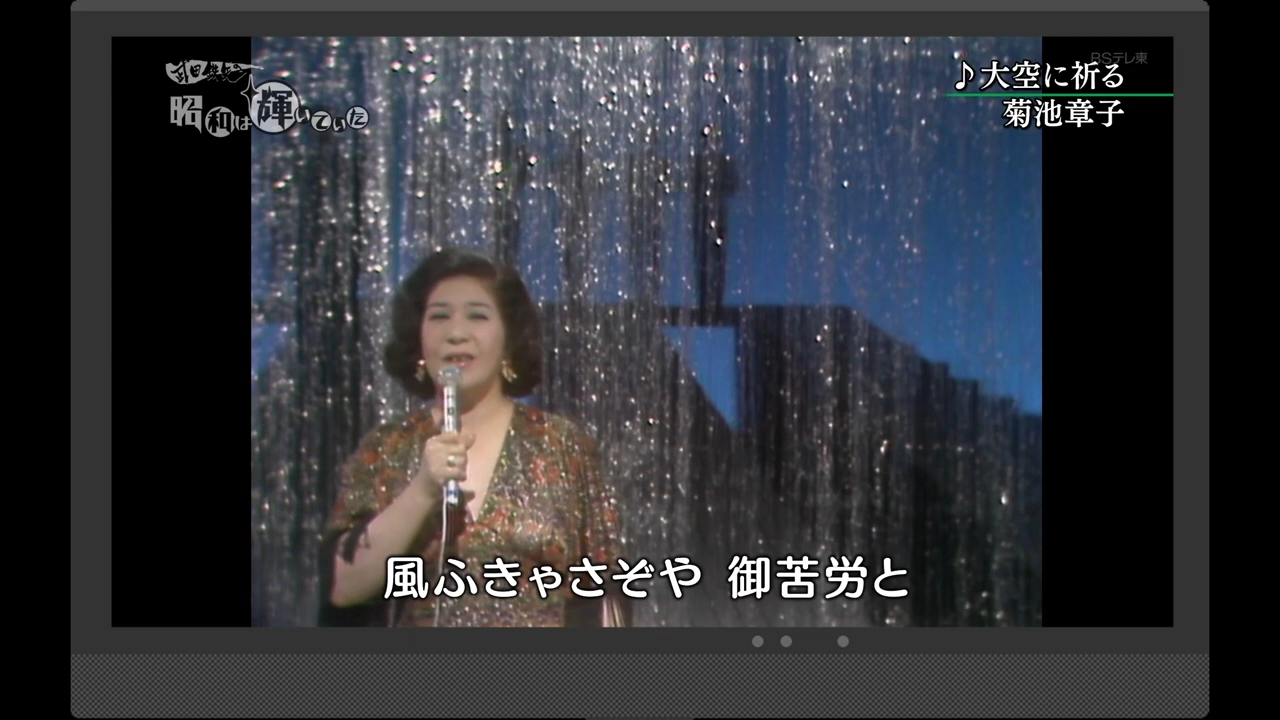 武田鉄矢の
昭和は輝いていた
BSテレ東
♪大空に祈る
菊池章子
風ふきゃさぞや 御苦労と